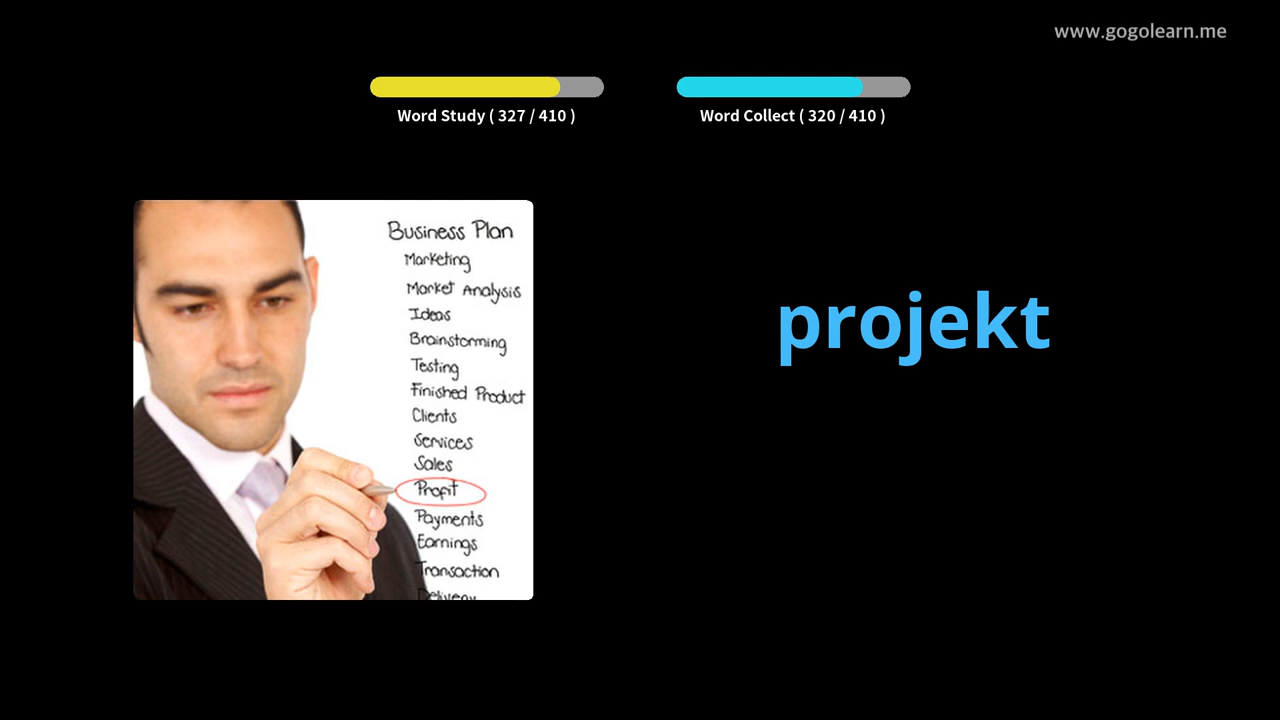 www.gogolearn.me
Word Study ( 327 / 410 )
Word Collect ( 320 / 410 )
Business Plan
Marketing
Market Analysis
Ideas
Brainstorming
Testing
Finished Product
Clients
Services
Sales
Profit
Payments
Earnings
Transaction
Delivery
projekt